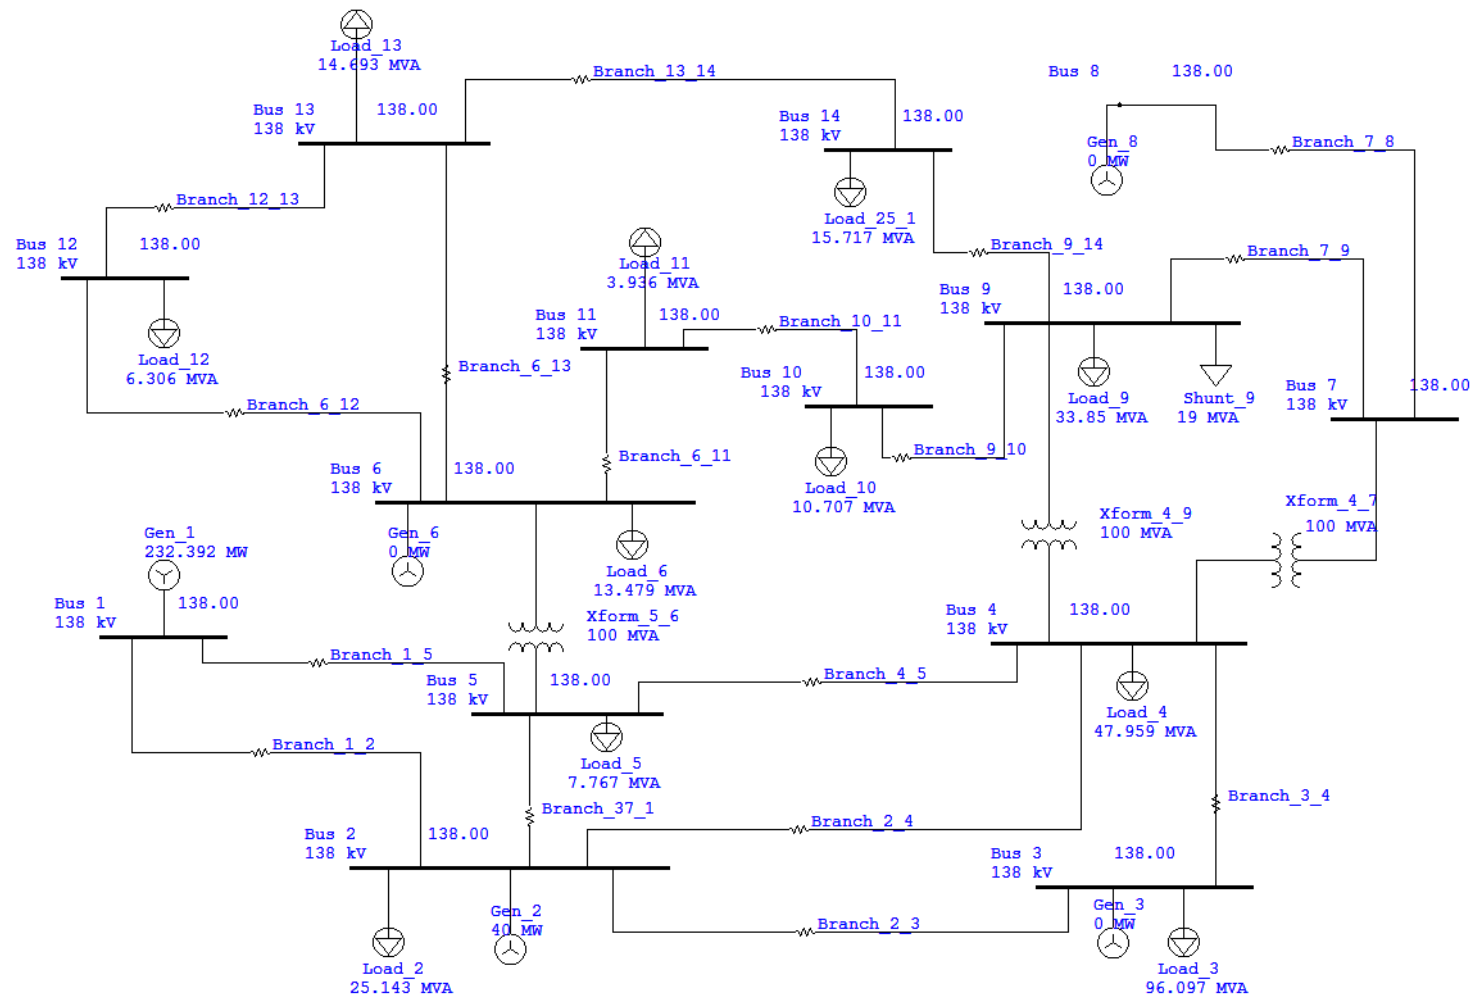 Load_13
14.693 MVA
Branch_13_14
Bus 8
138.00
Bus 13
138 kV
138.00
Bus 14
138 kV
138.00
Gen_8
0 MW
Branch_7_8
Branch_12_13
Load_25_1
15.717 MVA
Bus 12
138 kV
138.00
Branch_9_14
Branch_7_9
Load_11
3.936 MVA
Bus 9
138 kV
138.00
Bus 11
138 kV
138.00
Branch_10_11
Load_12
6.306 MVA
Branch_6_13
Bus 10
138 kV
138.00
Load_9
33.85 MVA
Shunt_9
19 MVA
Bus 7
138 kV
138.00
Branch_6_12
Branch_6_11
Branch_9_10
Bus 6
138 kV
138.00
Load_10
10.707 MVA
Xform_4_7
100 MVA
Xform_4_9
100 MVA
Gen_1
232.392 MW
Gen_6
0 MW
Load_6
13.479 MVA
Bus 1
138 kV
138.00
Xform_5_6
100 MVA
Bus 4
138 kV
138.00
Branch_1_5
Bus 5
138 kV
138.00
Branch_4_5
Load_4
47.959 MVA
Branch_1_2
Load_5
7.767 MVA
Branch_37_1
Branch_3_4
Bus 2
138 kV
138.00
Branch_2_4
Bus 3
138 kV
138.00
Gen_2
40 MW
Branch_2_3
Gen_3
0 MW
Load_2
25.143 MVA
Load_3
96.097 MVA